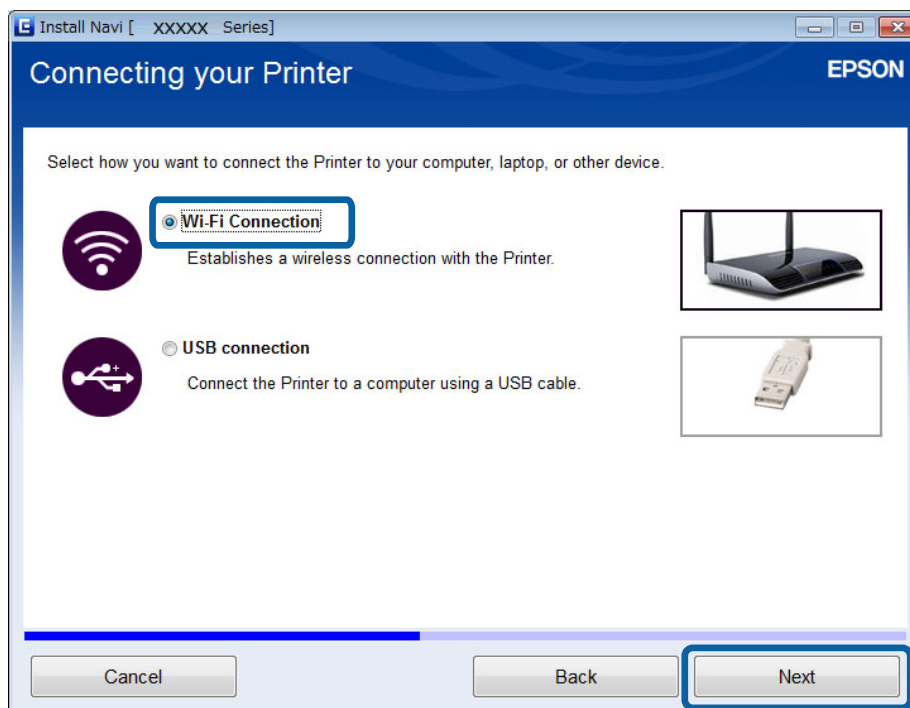 Install Navi [ XXXXX Series]
Connecting your Printer
EPSON
Select how you want to connect the Printer to your computer, laptop, or other device.
Wi-Fi Connection
Establishes a wireless connection with the Printer.
USB connection
Connect the Printer to a computer using a USB cable.
Cancel
Back
Next